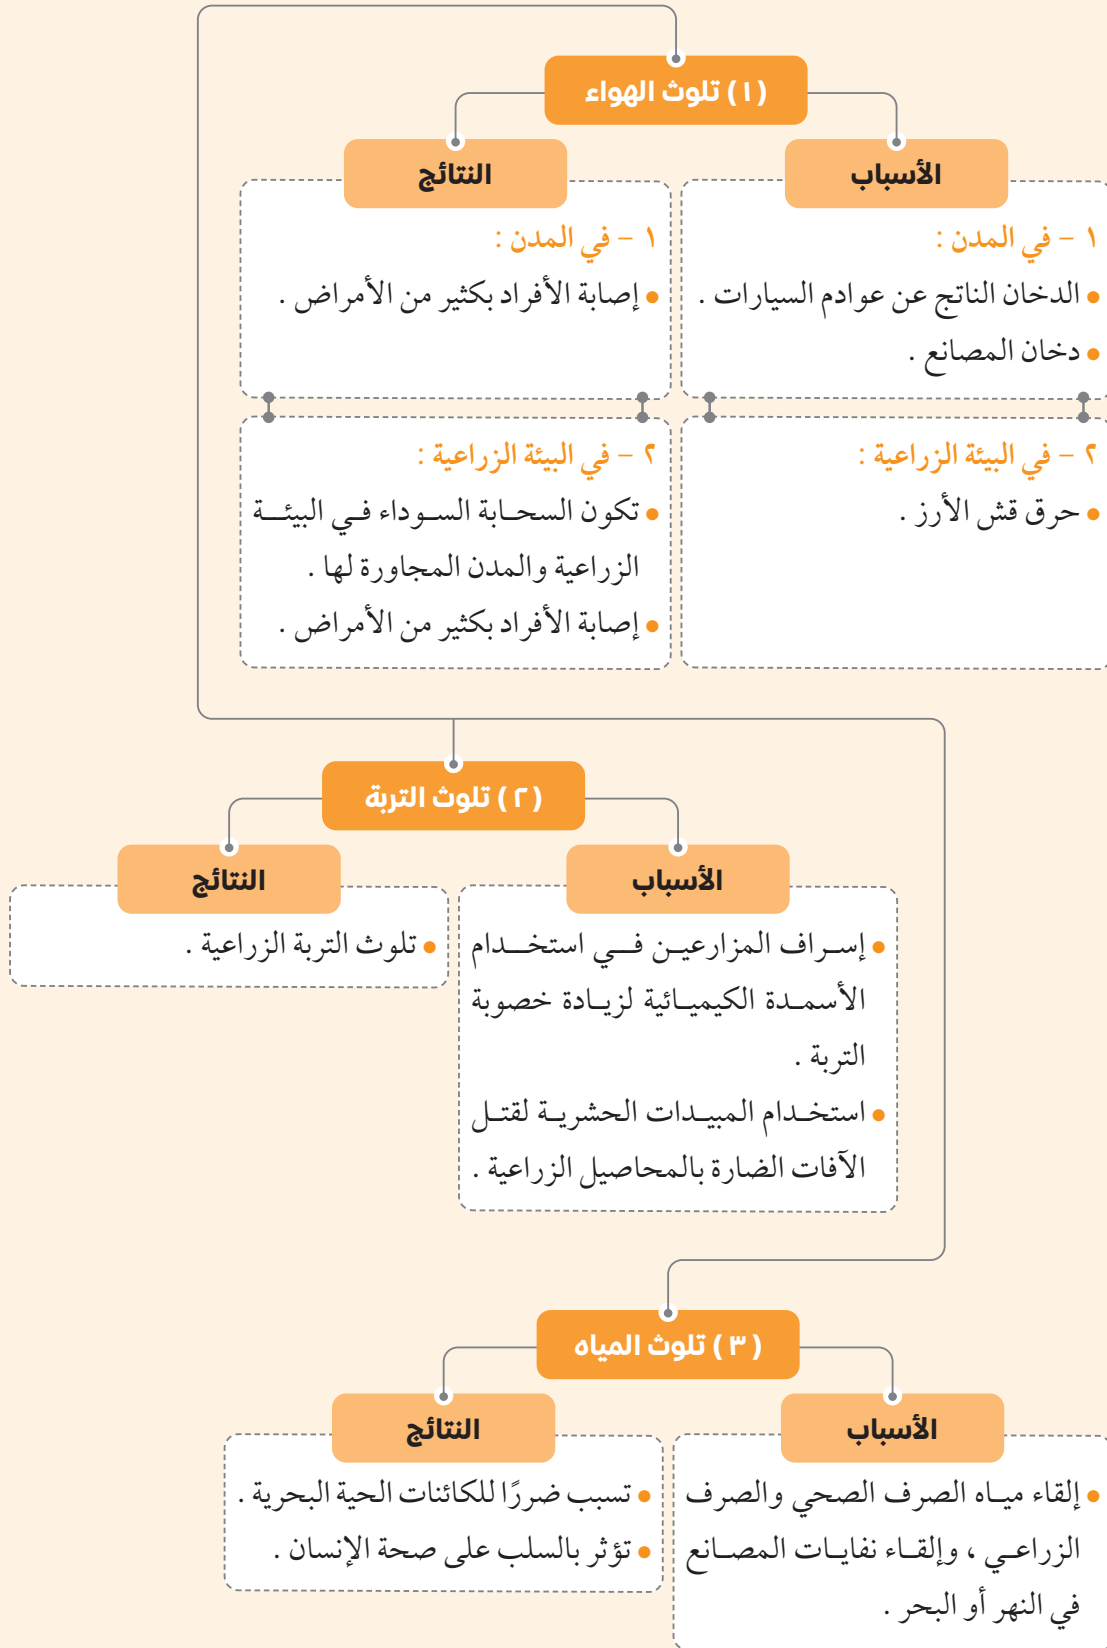 (١) تلوث الهواء
الأسباب
١ – في المدن :
الدخان الناتج عن عوادم السيارات .
دخان المصانع .
٢ – في البيئة الزراعية :
حرق قش الأرز .
النتائج
١ – في المدن :
إصابة الأفراد بكثير من الأمراض .
٢ – في البيئة الزراعية :
تكون السحابة السوداء في البيئة
الزراعية والمدن المجاورة لها .
إصابة الأفراد بكثير من الأمراض .
(٢) تلوث التربة
الأسباب
إسراف المزارعين في استخدام
الأسمدة الكيميائية لزيادة خصوبة
التربة .
استخدام المبيدات الحشرية لقتل
الآفات الضارة بالمحاصيل الزراعية .
النتائج
تلوث التربة الزراعية .
(٣) تلوث المياه
الأسباب
إلقاء مياه الصرف الصحي والصرف
الزراعي ، وإلقاء نفايات المصانع
في النهر أو البحر .
النتائج
تسبب ضررًا للكائنات الحية البحرية .
تؤثر بالسلب على صحة الإنسان .